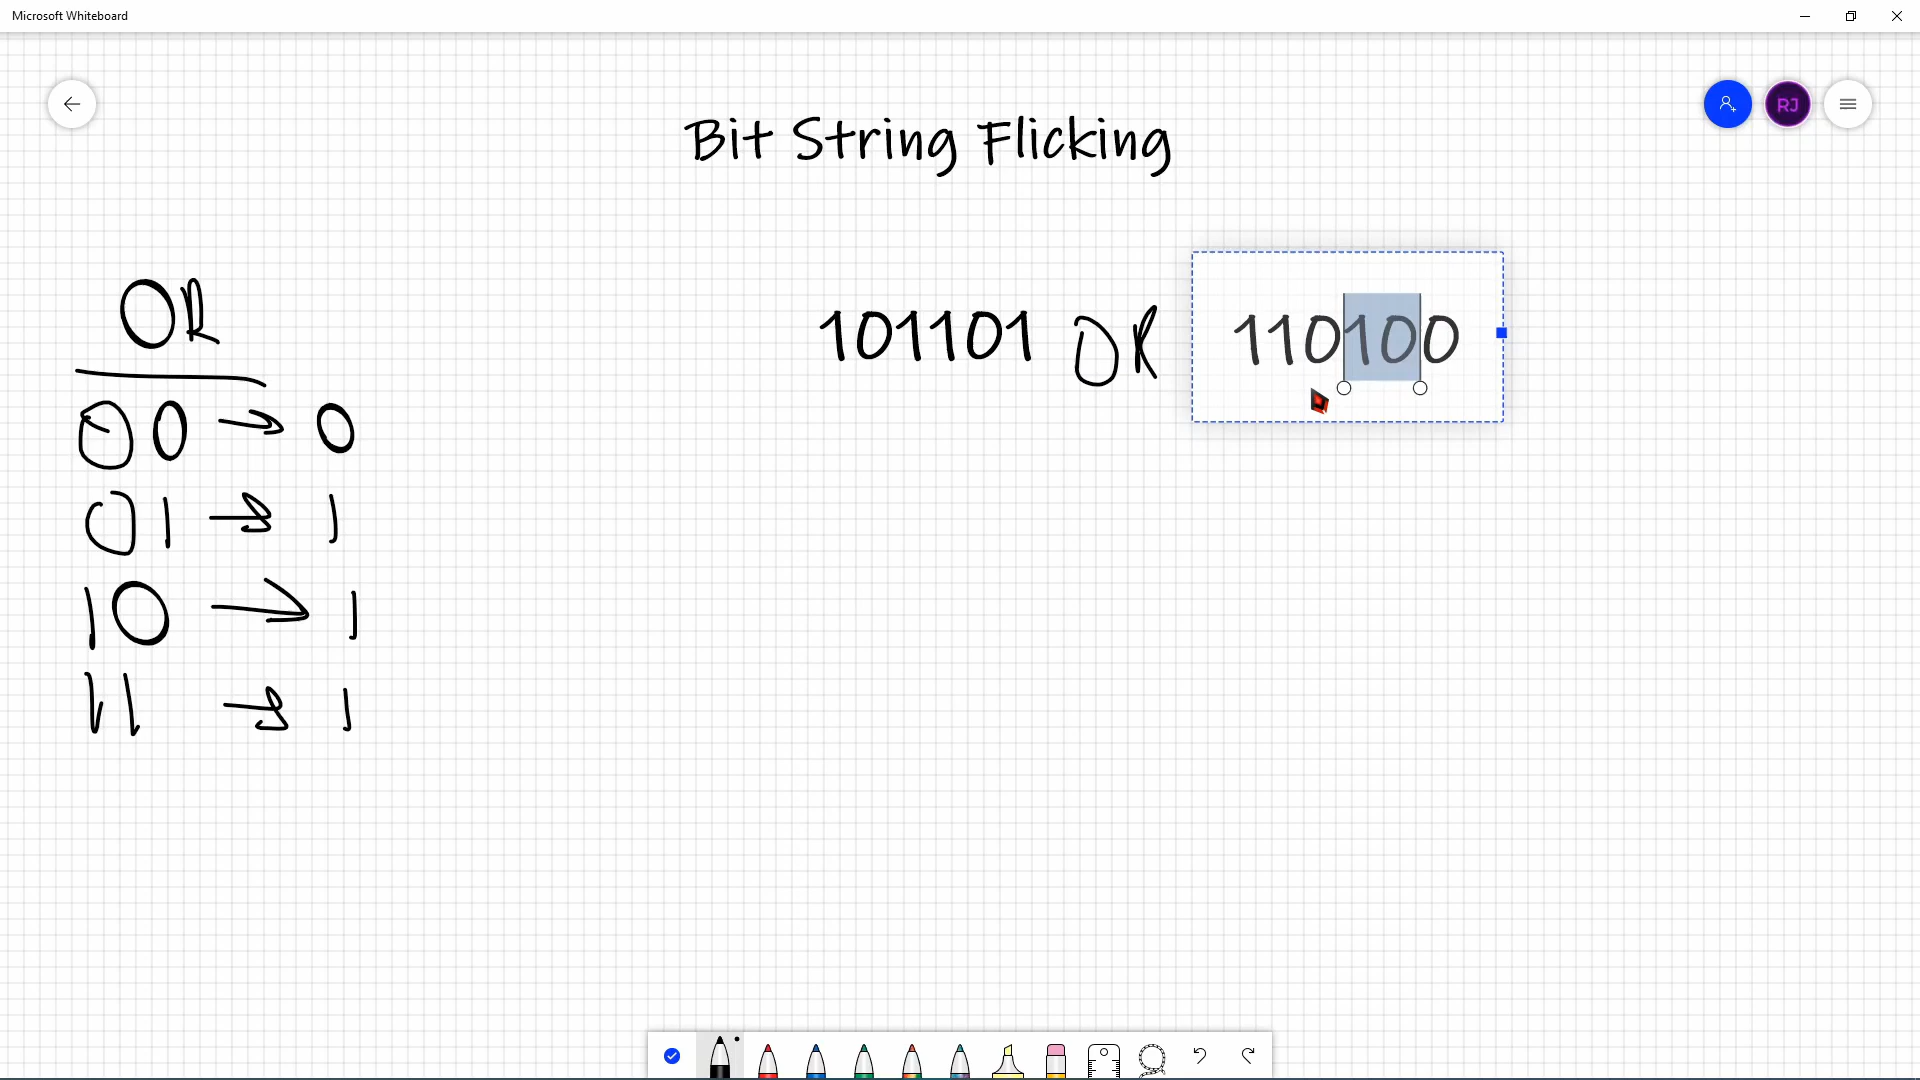 Microsoft Whiteboard
RJ
Bit String Flicking
101101 OR 110100
OR
00 → 0
01 → 1
10 → 1
11 → 1